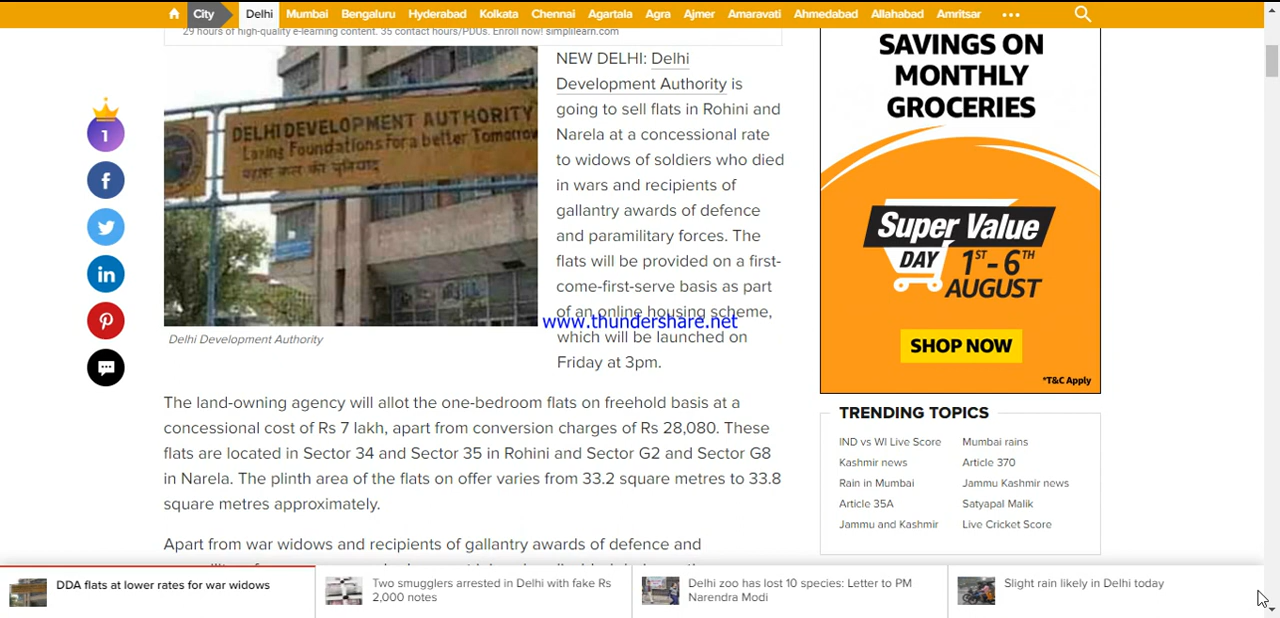 City
Delhi Mumbai Bengaluru Hyderabad Kolkata Chennai Agartala Agra Ajmer Amaravati Ahmedabad Allahabad Amritsar
29 hours of high-quality e-learning content. 35 contact hours/PDUs. Enroll now! simplilearn.com
1
DELHI DEVELOPMENT AUTHORITY
Laying Foundations For a better Tomorrow
Delhi Development Authority
NEW DELHI: Delhi
Development Authority is
going to sell flats in Rohini and
Narela at a concessional rate
to widows of soldiers who died
in wars and recipients of
gallantry awards of defence
and paramilitary forces. The
flats will be provided on a first-
come-first-serve basis as part
of an online housing scheme,
www.thundershare.net
which will be launched on
Friday at 3pm.
The land-owning agency will allot the one-bedroom flats on freehold basis at a
concessional cost of Rs 7 lakh, apart from conversion charges of Rs 28,080. These
flats are located in Sector 34 and Sector 35 in Rohini and Sector G2 and Sector G8
in Narela. The plinth area of the flats on offer varies from 33.2 square metres to 33.8
square metres approximately.
Apart from war widows and recipients of gallantry awards of defence and
SAVINGS ON
MONTHLY
GROCERIES
Super Value
DAY 1ST - 6TH
AUGUST
SHOP NOW
*T&C Apply
TRENDING TOPICS
IND vs WI Live Score Mumbai rains
Kashmir news Article 370
Rain in Mumbai Jammu Kashmir news
Article 35A Satyapal Malik
Jammu and Kashmir Live Cricket Score
DDA flats at lower rates for war widows
Two smugglers arrested in Delhi with fake Rs
2,000 notes
Delhi zoo has lost 10 species: Letter to PM
Narendra Modi
Slight rain likely in Delhi today